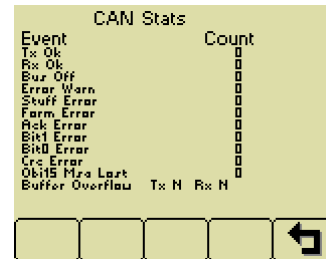 CAN Stats
Event Count
Tx Ok 0
Rx Ok 0
Bus Off 0
Error Warn 0
Stuff Error 0
Form Error 0
Ack Error 0
Bit1 Error 0
Bit0 Error 0
Crc Error 0
Obj15 Msg Lost 0
Buffer Overflow Tx N Rx N